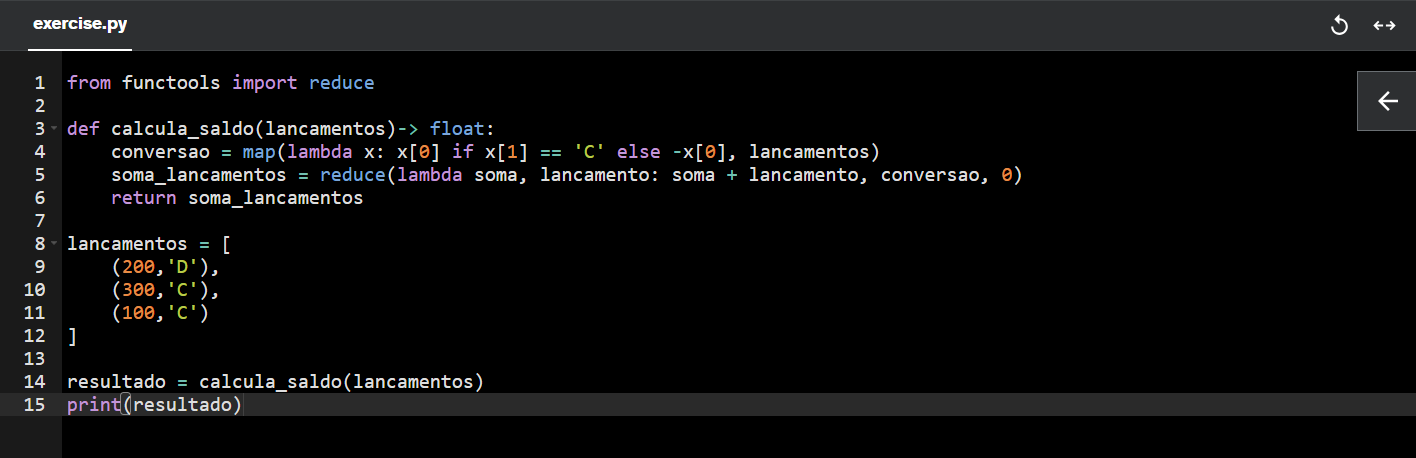 exercise.py
1 from functools import reduce
2
3 def calcula_saldo(lancamentos)-> float:
4     conversao = map(lambda x: x[0] if x[1] == 'C' else -x[0], lancamentos)
5     soma_lancamentos = reduce(lambda soma, lancamento: soma + lancamento, conversao, 0)
6     return soma_lancamentos
7
8 lancamentos = [
9     (200,'D'),
10     (300,'C'),
11     (100,'C')
12 ]
13
14 resultado = calcula_saldo(lancamentos)
15 print(resultado)